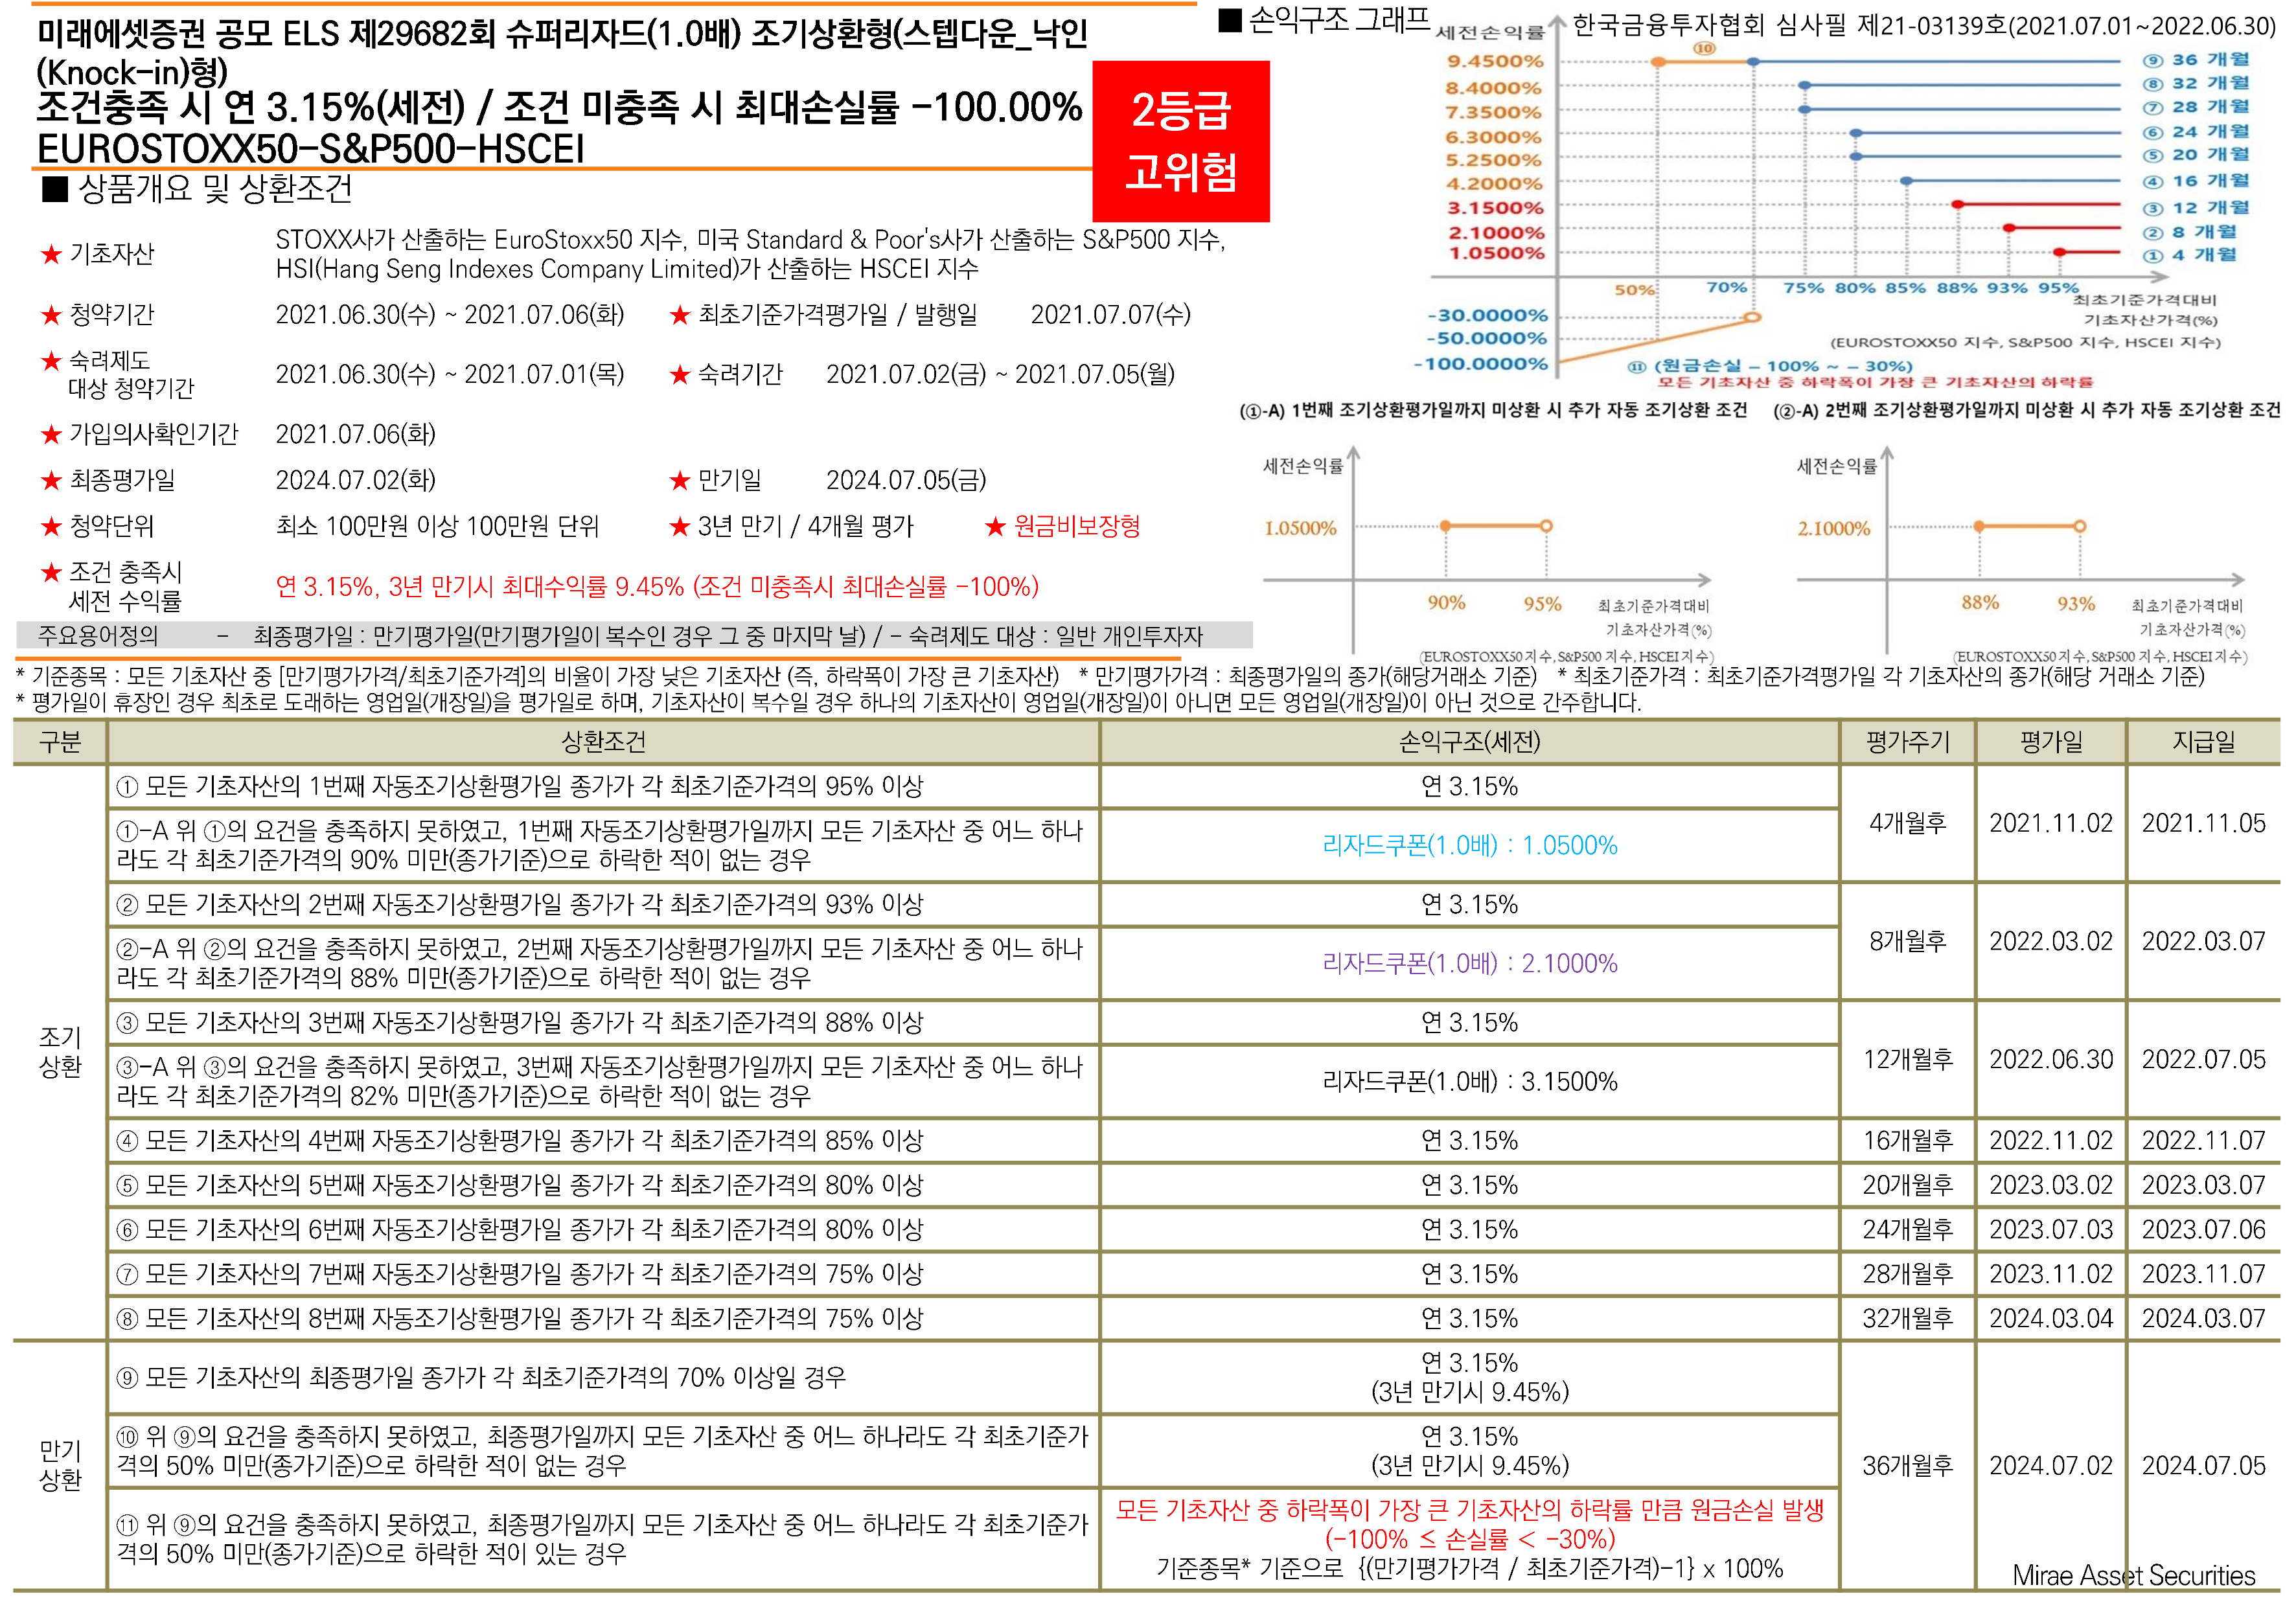 미래에셋증권 공모 ELS 제29682회 슈퍼리자드(1.0배) 조기상환형(스텝다운_낙인
(Knock-in)형)
조건충족 시 연 3.15%(세전) / 조건 미충족 시 최대손실률 -100.00%
EUROSTOXX50-S&P500-HSCEI
2등급
고위험
■ 상품개요 및 상환조건
★ 기초자산
STOXX사가 산출하는 EuroStoxx50 지수, 미국 Standard & Poor's사가 산출하는 S&P500 지수,
HSI(Hang Seng Indexes Company Limited)가 산출하는 HSCEI 지수
★ 청약기간 2021.06.30(수) ~ 2021.07.06(화) ★ 최초기준가격평가일 / 발행일 2021.07.07(수)
★ 숙려제도
대상 청약기간
2021.06.30(수) ~ 2021.07.01(목) ★ 숙려기간 2021.07.02(금) ~ 2021.07.05(월)
★ 가입의사확인기간 2021.07.06(화)
★ 최종평가일 2024.07.02(화) ★ 만기일 2024.07.05(금)
★ 청약단위 최소 100만원 이상 100만원 단위 ★ 3년 만기 / 4개월 평가 ★ 원금비보장형
★ 조건 충족시
세전 수익률
연 3.15%, 3년 만기시 최대수익률 9.45% (조건 미충족시 최대손실률 -100%)
주요용어정의 - 최종평가일 : 만기평가일(만기평가일이 복수인 경우 그 중 마지막 날) / - 숙려제도 대상 : 일반 개인투자자
■ 손익구조 그래프
한국금융투자협회 심사필 제21-03139호(2021.07.01~2022.06.30)
세전손익률
⑩
9.4500% ⑨ 36 개월
8.4000% ⑧ 32 개월
7.3500% ⑦ 28 개월
6.3000% ⑥ 24 개월
5.2500% ⑤ 20 개월
4.2000% ④ 16 개월
3.1500% ③ 12 개월
2.1000% ② 8 개월
1.0500% ① 4 개월
50% 70% 75% 80% 85% 88% 93% 95%
최초기준가격대비
기초자산가격(%)
(EUROSTOXX50 지수, S&P500 지수, HSCEI 지수)
-30.0000%
-50.0000%
-100.0000%
⑪ (원금손실 - 100% ~ - 30%)
모든 기초자산 중 하락폭이 가장 큰 기초자산의 하락률
(①-A) 1번째 조기상환평가일까지 미상환 시 추가 자동 조기상환 조건
세전손익률
1.0500%
90% 95%
최초기준가격대비
기초자산가격(%)
(EUROSTOXX50지수, S&P500 지수, HSCEI지수)
(②-A) 2번째 조기상환평가일까지 미상환 시 추가 자동 조기상환 조건
세전손익률
2.1000%
88% 93%
최초기준가격대비
기초자산가격(%)
(EUROSTOXX50지수, S&P500 지수, HSCEI지수)
* 기준종목 : 모든 기초자산 중 [만기평가가격/최초기준가격]의 비율이 가장 낮은 기초자산 (즉, 하락폭이 가장 큰 기초자산) * 만기평가가격 : 최종평가일의 종가(해당거래소 기준) * 최초기준가격 : 최초기준가격평가일 각 기초자산의 종가(해당 거래소 기준)
* 평가일이 휴장인 경우 최초로 도래하는 영업일(개장일)을 평가일로 하며, 기초자산이 복수일 경우 하나의 기초자산이 영업일(개장일)이 아니면 모든 영업일(개장일)이 아닌 것으로 간주합니다.
구분 상환조건 손익구조(세전) 평가주기 평가일 지급일
조기
상환
① 모든 기초자산의 1번째 자동조기상환평가일 종가가 각 최초기준가격의 95% 이상 연 3.15%
4개월후 2021.11.02 2021.11.05
①-A 위 ①의 요건을 충족하지 못하였고, 1번째 자동조기상환평가일까지 모든 기초자산 중 어느 하나
라도 각 최초기준가격의 90% 미만(종가기준)으로 하락한 적이 없는 경우
리자드쿠폰(1.0배) : 1.0500%
② 모든 기초자산의 2번째 자동조기상환평가일 종가가 각 최초기준가격의 93% 이상 연 3.15%
8개월후 2022.03.02 2022.03.07
②-A 위 ②의 요건을 충족하지 못하였고, 2번째 자동조기상환평가일까지 모든 기초자산 중 어느 하나
라도 각 최초기준가격의 88% 미만(종가기준)으로 하락한 적이 없는 경우
리자드쿠폰(1.0배) : 2.1000%
③ 모든 기초자산의 3번째 자동조기상환평가일 종가가 각 최초기준가격의 88% 이상 연 3.15%
12개월후 2022.06.30 2022.07.05
③-A 위 ③의 요건을 충족하지 못하였고, 3번째 자동조기상환평가일까지 모든 기초자산 중 어느 하나
라도 각 최초기준가격의 82% 미만(종가기준)으로 하락한 적이 없는 경우
리자드쿠폰(1.0배) : 3.1500%
④ 모든 기초자산의 4번째 자동조기상환평가일 종가가 각 최초기준가격의 85% 이상 연 3.15% 16개월후 2022.11.02 2022.11.07
⑤ 모든 기초자산의 5번째 자동조기상환평가일 종가가 각 최초기준가격의 80% 이상 연 3.15% 20개월후 2023.03.02 2023.03.07
⑥ 모든 기초자산의 6번째 자동조기상환평가일 종가가 각 최초기준가격의 80% 이상 연 3.15% 24개월후 2023.07.03 2023.07.06
⑦ 모든 기초자산의 7번째 자동조기상환평가일 종가가 각 최초기준가격의 75% 이상 연 3.15% 28개월후 2023.11.02 2023.11.07
⑧ 모든 기초자산의 8번째 자동조기상환평가일 종가가 각 최초기준가격의 75% 이상 연 3.15% 32개월후 2024.03.04 2024.03.07
만기
상환
⑨ 모든 기초자산의 최종평가일 종가가 각 최초기준가격의 70% 이상일 경우
연 3.15%
(3년 만기시 9.45%)
⑩ 위 ⑨의 요건을 충족하지 못하였고, 최종평가일까지 모든 기초자산 중 어느 하나라도 각 최초기준가
격의 50% 미만(종가기준)으로 하락한 적이 없는 경우
연 3.15%
(3년 만기시 9.45%)
36개월후 2024.07.02 2024.07.05
⑪ 위 ⑨의 요건을 충족하지 못하였고, 최종평가일까지 모든 기초자산 중 어느 하나라도 각 최초기준가
격의 50% 미만(종가기준)으로 하락한 적이 있는 경우
모든 기초자산 중 하락폭이 가장 큰 기초자산의 하락률 만큼 원금손실 발생
(-100% ≤ 손실률 < -30%)
기준종목* 기준으로 {(만기평가가격 / 최초기준가격)-1} x 100%
Mirae Asset Securities